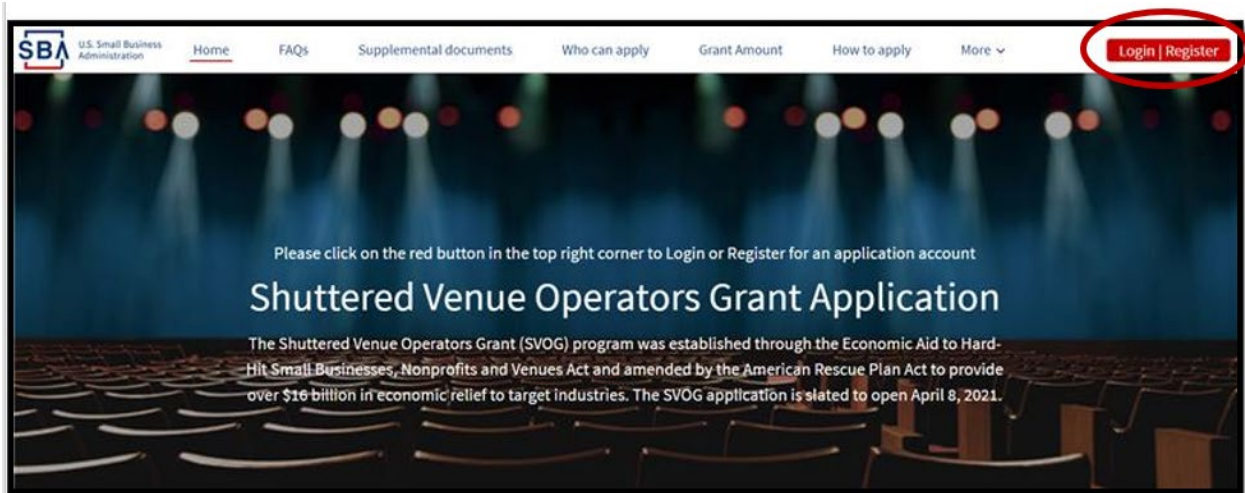 SBA U.S. Small Business
Administration
Home FAQs Supplemental documents Who can apply Grant Amount How to apply More Login | Register
Please click on the red button in the top right corner to Login or Register for an application account
Shuttered Venue Operators Grant Application
The Shuttered Venue Operators Grant (SVOG) program was established through the Economic Aid to Hard-
Hit Small Businesses, Nonprofits and Venues Act and amended by the American Rescue Plan Act to provide
over $16 billion in economic relief to target industries. The SVOG application is slated to open April 8, 2021.